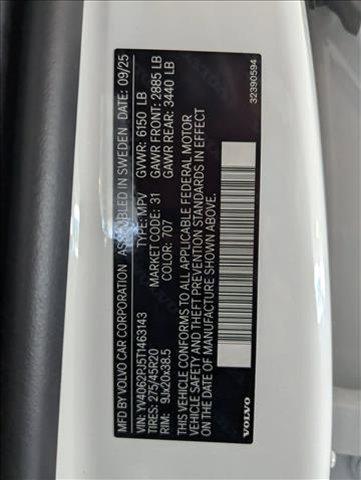 MFD BY VOLVO CAR CORPORATION ASSEMBLED IN SWEDEN DATE: 09/25
VIN: YV4062PJ5T1463143 TYPE: MPV GVWR: 6150 LB
TIRES: 275/45R20 MARKET CODE: 31 GAWR FRONT: 2885 LB
RIM: 9Jx20x38.5 COLOR: 707 GAWR REAR: 3440 LB
THIS VEHICLE CONFORMS TO ALL APPLICABLE FEDERAL MOTOR
VEHICLE SAFETY AND THEFT PREVENTION STANDARDS IN EFFECT
ON THE DATE OF MANUFACTURE SHOWN ABOVE.
VOLVO 32390594